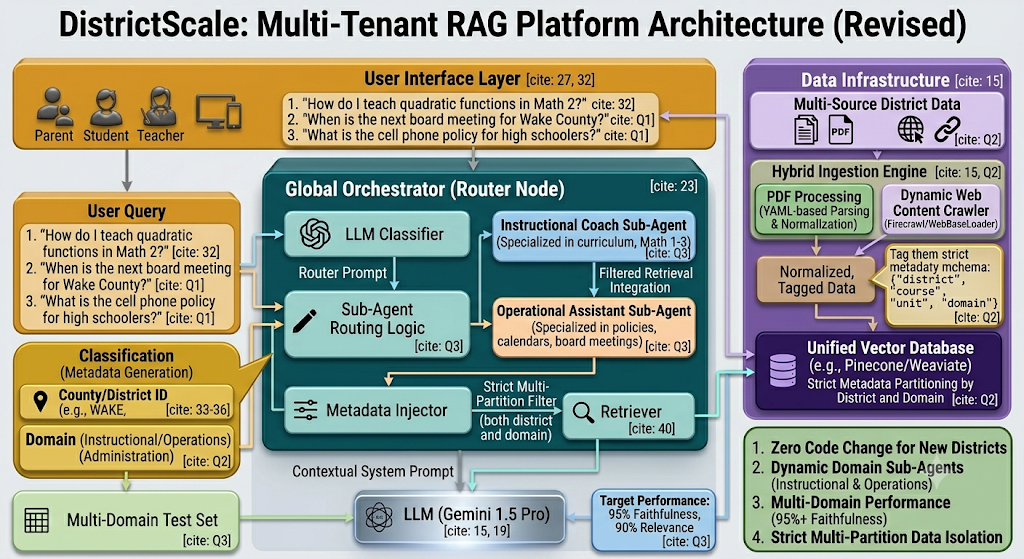 DistrictScale: Multi-Tenant RAG Platform Architecture (Revised)
User Interface Layer [cite: 27, 32]
Parent
Student
Teacher
1. "How do I teach quadratic functions in Math 2?" cite: 32]
2. "When is the next board meeting for Wake County?" cite: Q1]
3. "What is the cell phone policy for high schoolers?" cite: Q1]
User Query
1. "How do I teach quadratic
functions in Math 2?" [cite: 32]
2. "When is the next board meeting
for Wake County?" [cite: Q1]
3. "What is the cell phone policy
for high schoolers?" [cite: Q1]
Classification
(Metadata Generation)
County/District ID
(e.g., WAKE, [cite: 33-36]
Domain (Instructional/Operations)
(Administration) [cite: Q2]
Multi-Domain Test Set
[cite: Q3]
Global Orchestrator (Router Node) [cite: 23]
LLM Classifier
Router Prompt
Sub-Agent
Routing Logic
[cite: Q3]
Instructional Coach Sub-Agent
(Specialized in curriculum, Math 1-3)
[cite: Q3]
Filtered Retrieval
Integration
Operational Assistant Sub-Agent
(Specialized in policies,
calendars, board meetings) [cite: Q3]
Metadata Injector
Strict Multi-
Partition Filter
(both district
and domain)
Retriever
[cite: 40]
Contextual System Prompt
LLM (Gemini 1.5 Pro)
[cite: 15, 19]
Target Performance:
95% Faithfulness,
90% Relevance
[cite: Q3]
Data Infrastructure [cite: 15]
Multi-Source District Data
PDF
[cite: Q2]
Hybrid Ingestion Engine [cite: 15, Q2]
PDF Processing
(YAML-based Parsing
& Normalization)
Dynamic Web
Content Crawler
(Firecrawl/WebBaseLoader)
Normalized,
Tagged Data
Tag them strict
metadaty mchema:
{"district",
"course",
"unit", "domain"}
[cite: Q2]
Unified Vector Database
(e.g., Pinecone/Weaviate)
Strict Metadata Partitioning by
District and Domain [cite: Q2]
1. Zero Code Change for New Districts
2. Dynamic Domain Sub-Agents
(Instructional & Operations)
3. Multi-Domain Performance
(95%+ Faithfulness)
4. Strict Multi-Partition Data Isolation